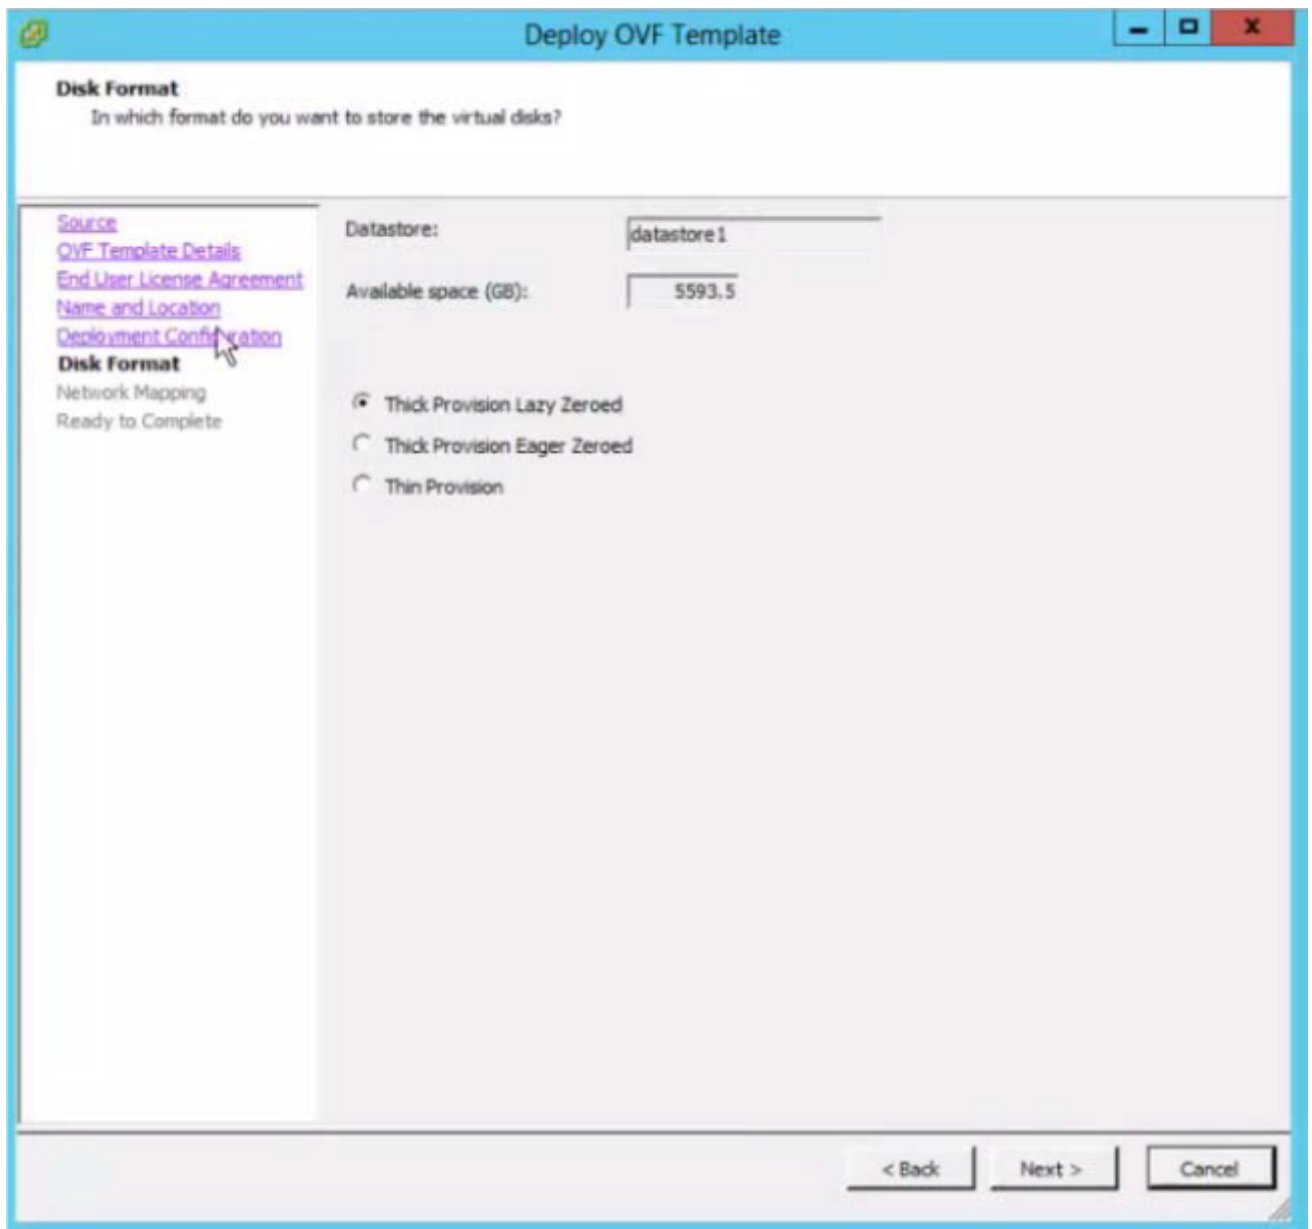 Deploy OVF Template
X
Disk Format
In which format do you want to store the virtual disks?
Source
OVF Template Details
End User License Agreement
Name and Location
Deployment Configuration
Disk Format
Network Mapping
Ready to Complete
Datastore:
datastore1
Available space (GB):
5593.5
Thick Provision Lazy Zeroed
Thick Provision Eager Zeroed
Thin Provision
< Back
Next >
Cancel